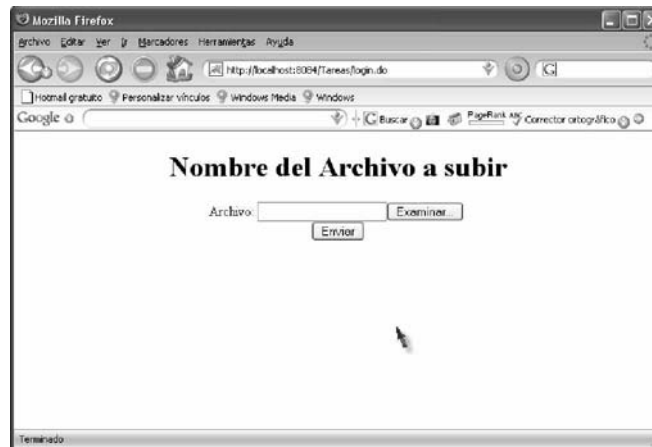 Mozilla Firefox
Archivo Editar Ver Ir Marcadores Herramientas Ayuda
http://localhost:8084/Tareas/login.do
G
Hotmail gratuito Personalizar vínculos Windows Media Windows
Google G Buscar PageRank ABC Corrector ortográfico
Nombre del Archivo a subir
Archivo: Examinar...
Enviar
Terminado